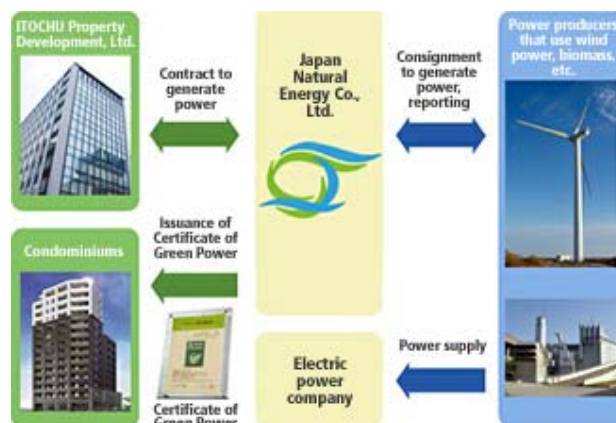 ITOCHU Property
Development, Ltd.
Contract to
generate
power
Japan
Natural
Energy Co.,
Ltd.
Consignment
to generate
power,
reporting
Power producers
that use wind
power, biomass,
etc.
Issuance of
Certificate of
Green Power
Condominiums
Certificate of
Green Power
Electric
power
company
Power supply